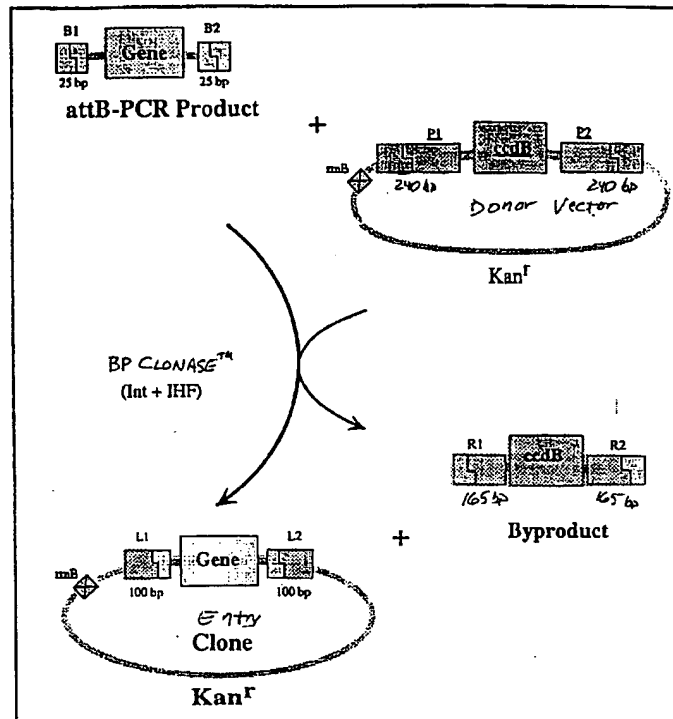 B1
B2
Gene
25 bp
25 bp
attB-PCR Product
+
P1
P2
ccdB
rrnB
240 bp
240 bp
Donor Vector
Kanr
BP CLONASE™
(Int + IHF)
R1
R2
ccdB
165 bp
165 bp
Byproduct
+
L1
L2
Gene
rrnB
100 bp
100 bp
Entry
Clone
Kanr